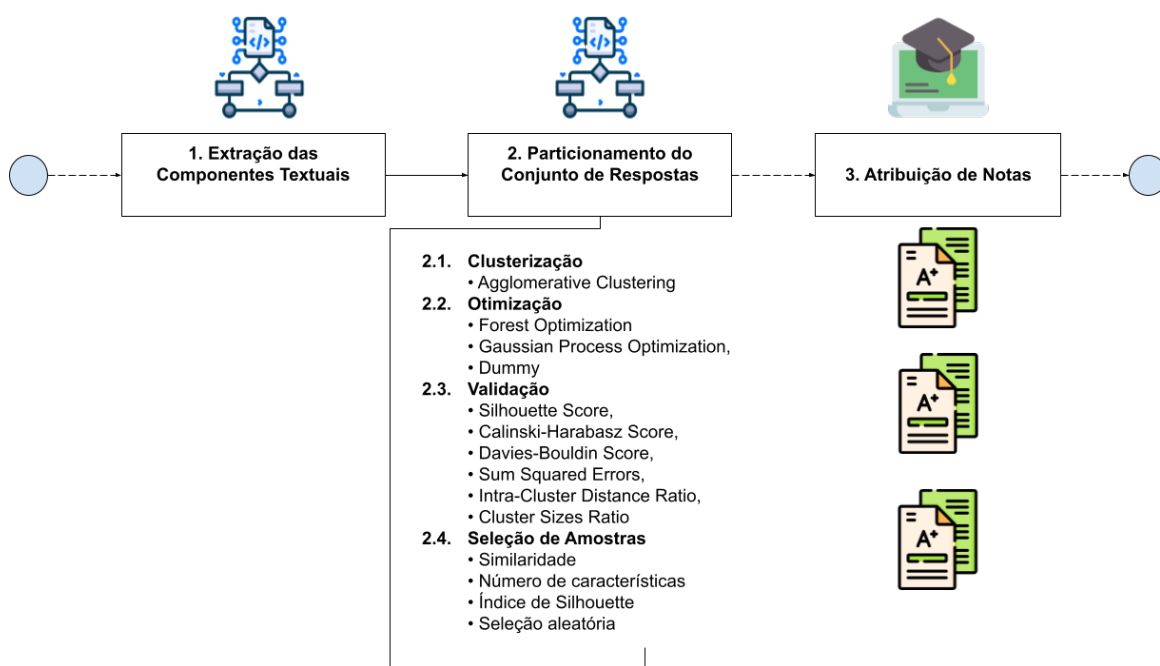 1. Extração das
Componentes Textuais
2. Particionamento do
Conjunto de Respostas
3. Atribuição de Notas
2.1. Clusterização
• Agglomerative Clustering
2.2. Otimização
• Forest Optimization
• Gaussian Process Optimization,
• Dummy
2.3. Validação
• Silhouette Score,
• Calinski-Harabasz Score,
• Davies-Bouldin Score,
• Sum Squared Errors,
• Intra-Cluster Distance Ratio,
• Cluster Sizes Ratio
2.4. Seleção de Amostras
• Similaridade
• Número de características
• Índice de Silhouette
• Seleção aleatória
A+
A+
A+